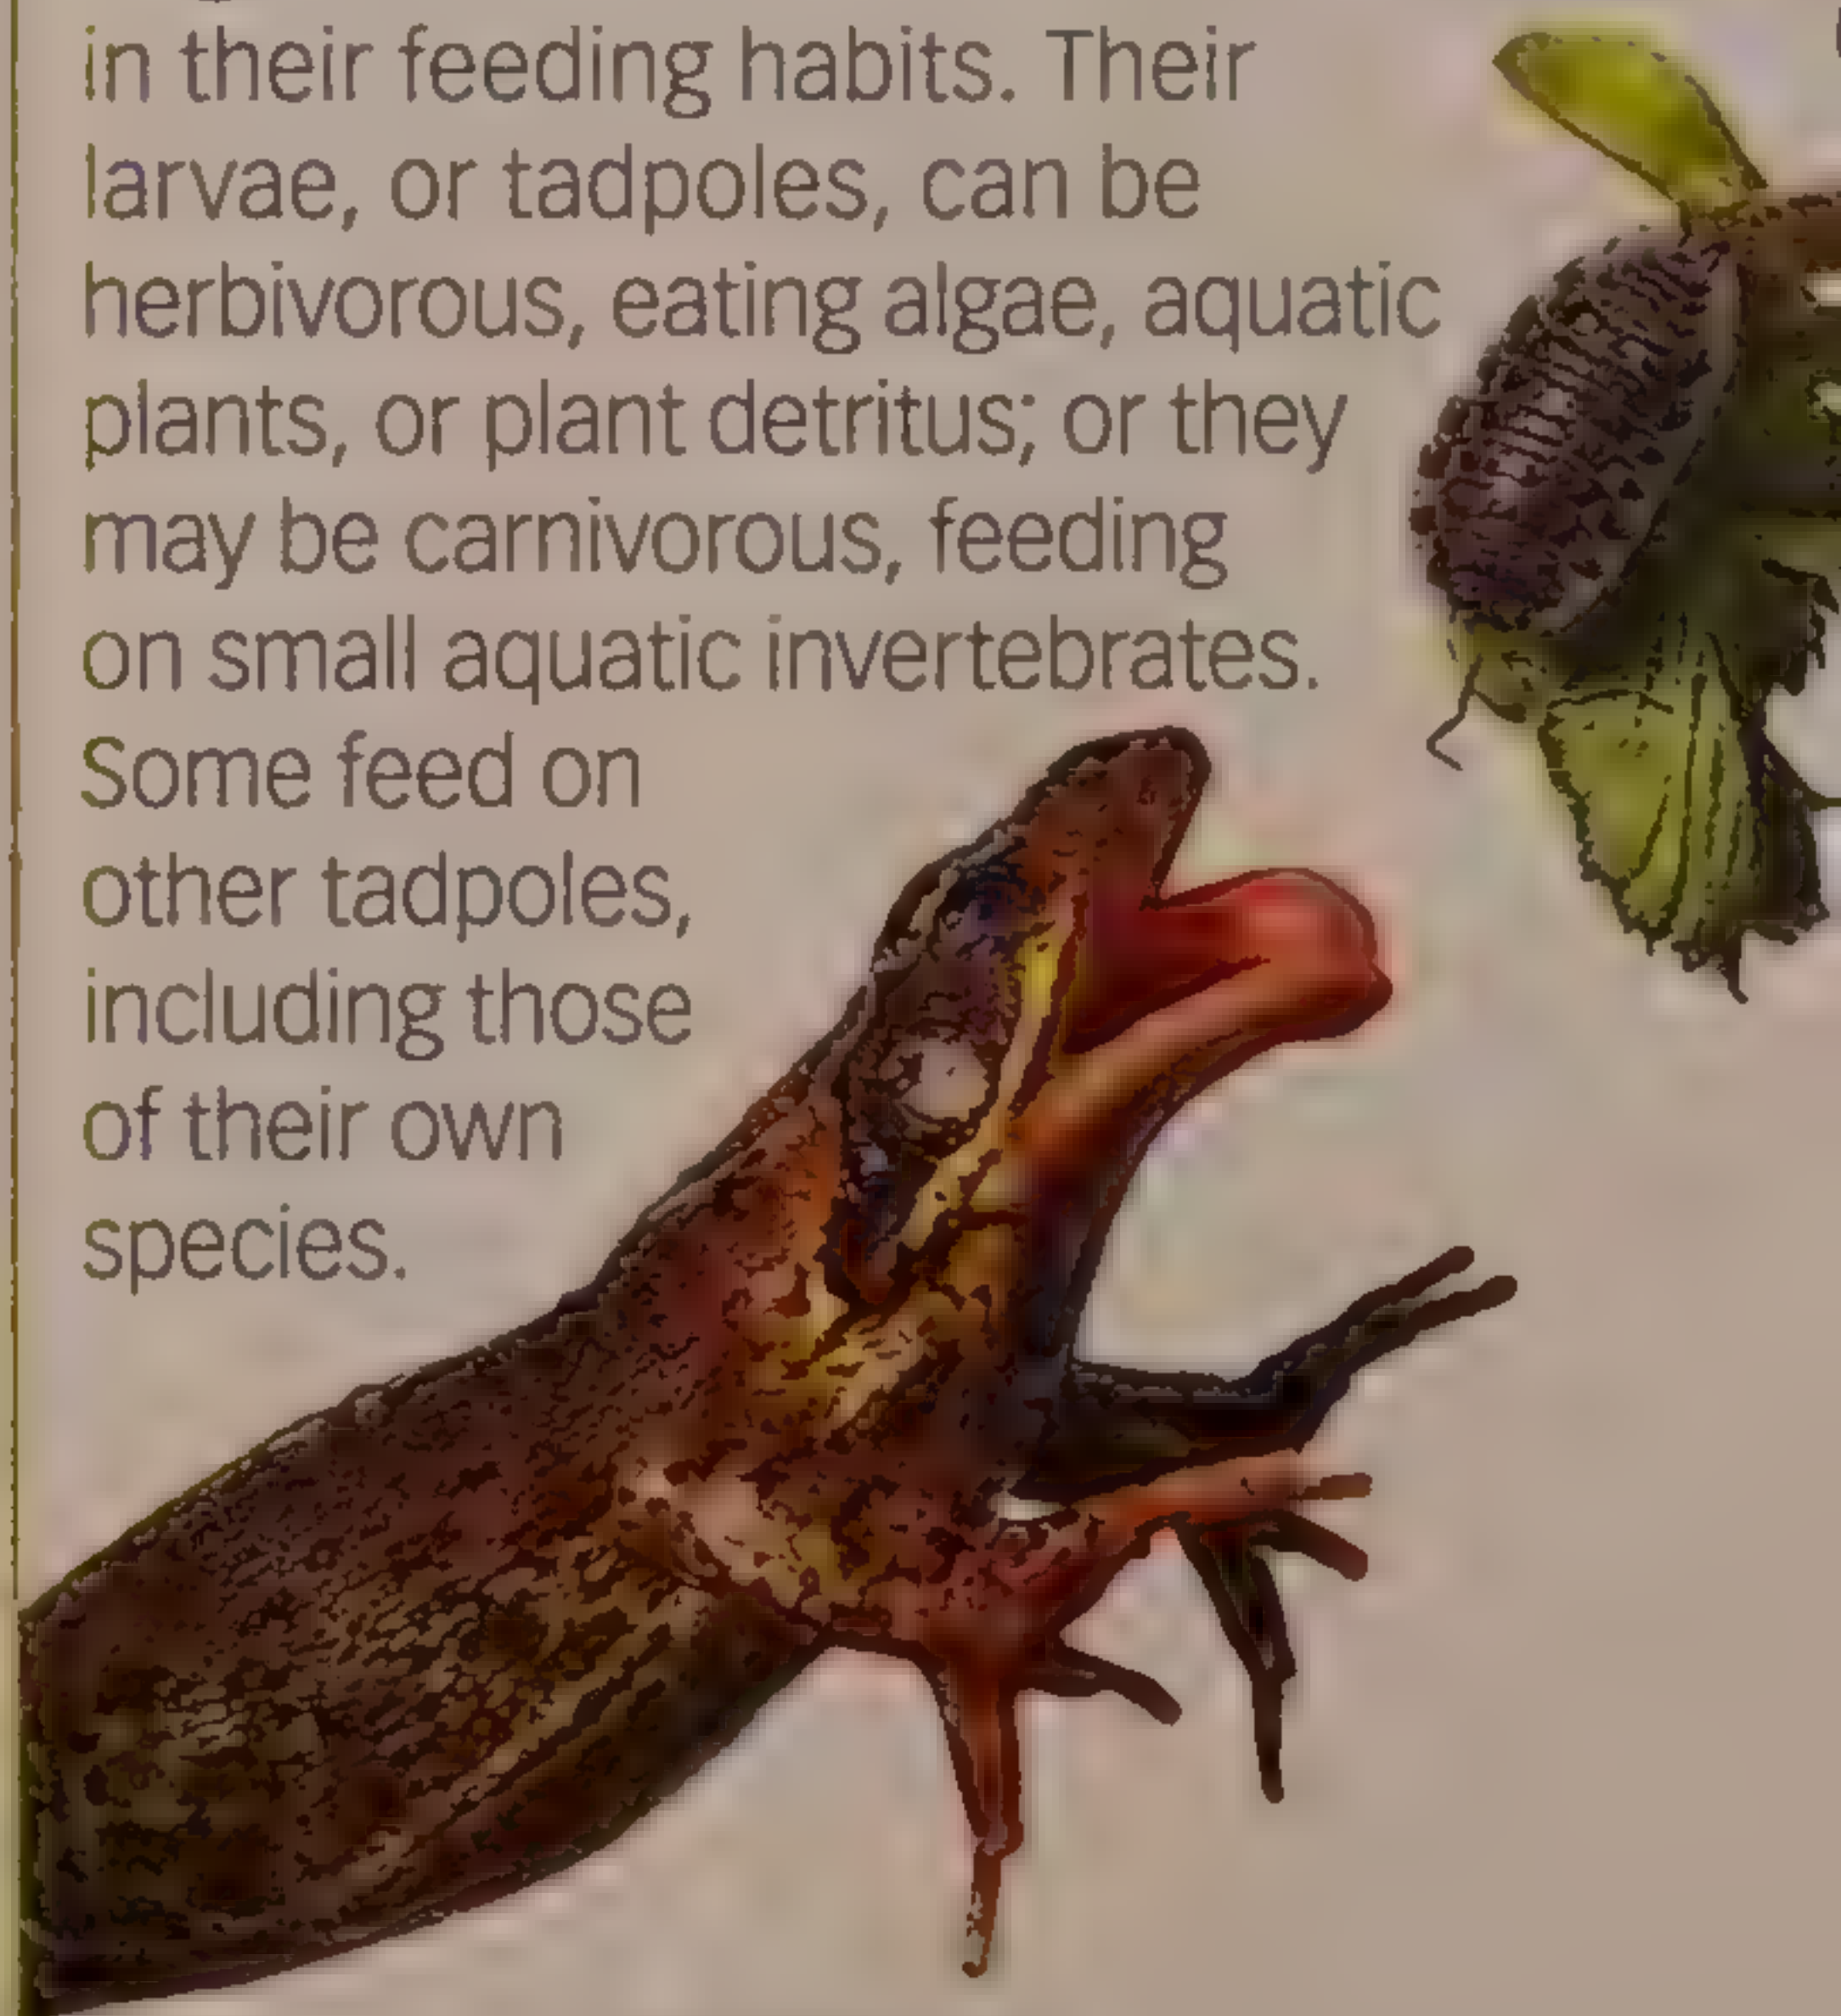 in their feeding habits. Their
larvae, or tadpoles, can be
herbivorous, eating algae, aquatic
plants, or plant detritus; or they
may be carnivorous, feeding
on small aquatic invertebrates.
Some feed on
other tadpoles,
including those
of their own
species.